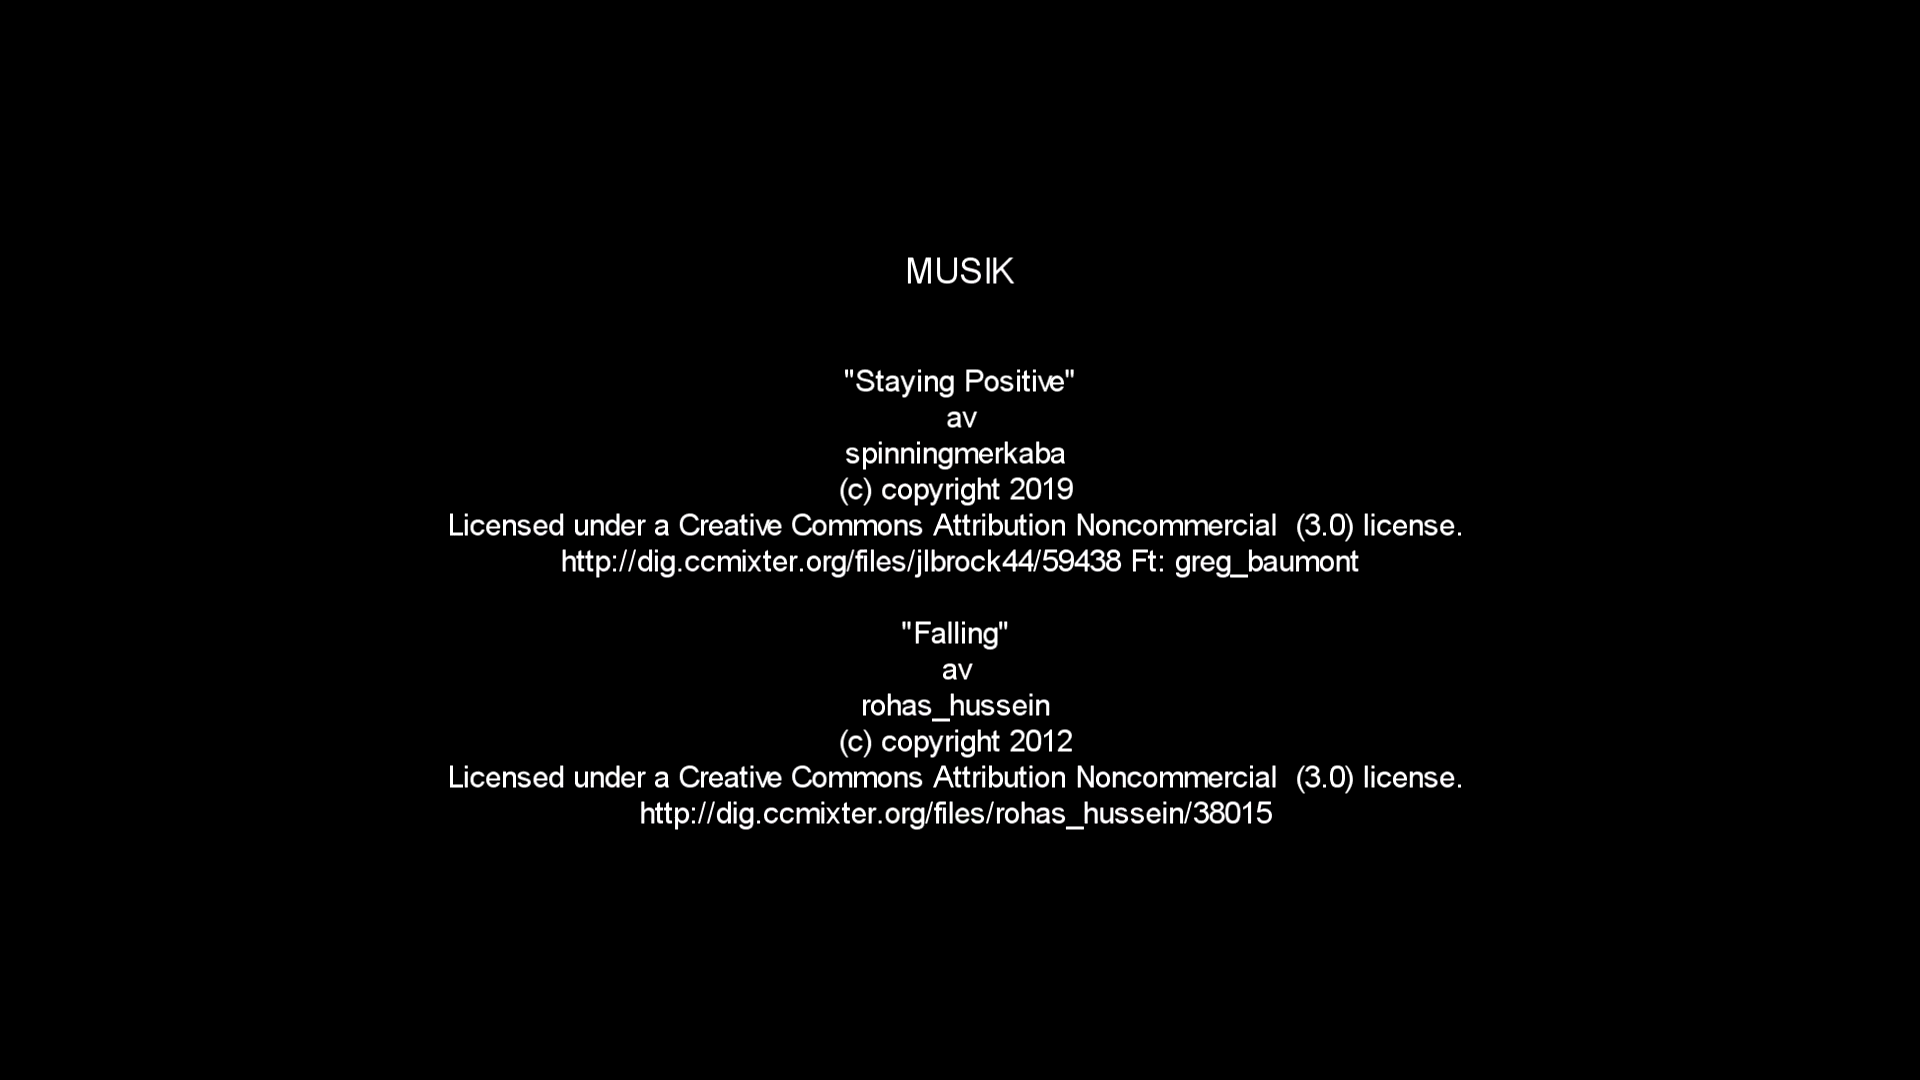 MUSIK
"Staying Positive"
av
spinningmerkaba
(c) copyright 2019
Licensed under a Creative Commons Attribution Noncommercial  (3.0) license.
http://dig.ccmixter.org/files/jlbrock44/59438 Ft: greg_baumont
"Falling"
av
rohas_hussein
(c) copyright 2012
Licensed under a Creative Commons Attribution Noncommercial  (3.0) license.
http://dig.ccmixter.org/files/rohas_hussein/38015